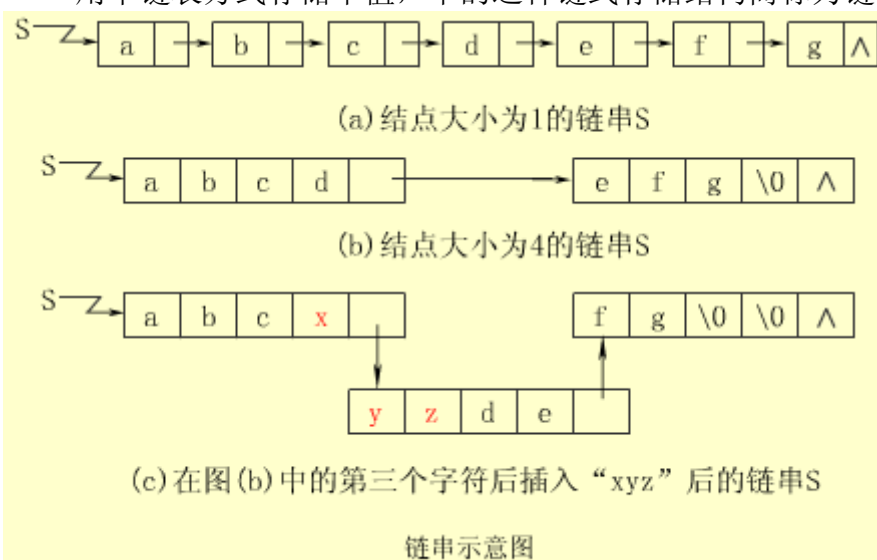 S a b c d e f g ∧
(a)结点大小为1的链串S
S a b c d e f g \0 ∧
(b)结点大小为4的链串S
S a b c x f g \0 \0 ∧
y z d e
(c)在图(b)中的第三个字符后插入“xyz”后的链串S
链串示意图